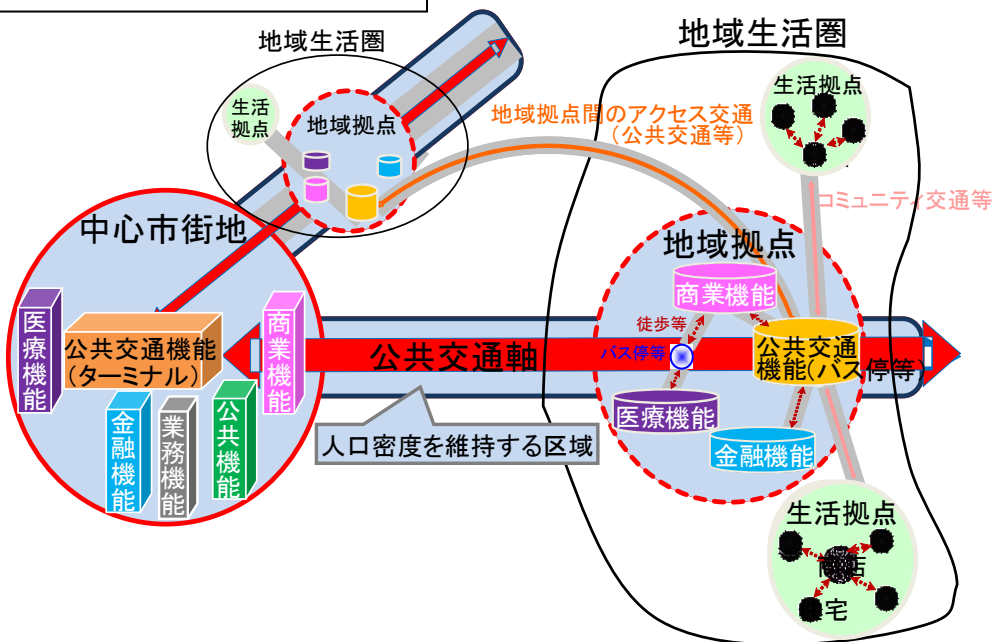 地域生活圏
地域生活圏
生活
拠点
地域拠点
生活拠点
地域拠点間のアクセス交通
（公共交通等）
コミュニティ交通等
中心市街地
地域拠点
商業機能
医療機能
公共交通機能
(ターミナル)
商業機能
徒歩等
バス停等
公共交通軸
公共交通
機能(バス停等)
医療機能
金融機能
金融機能
業務機能
公共機能
人口密度を維持する区域
生活拠点
店
宅